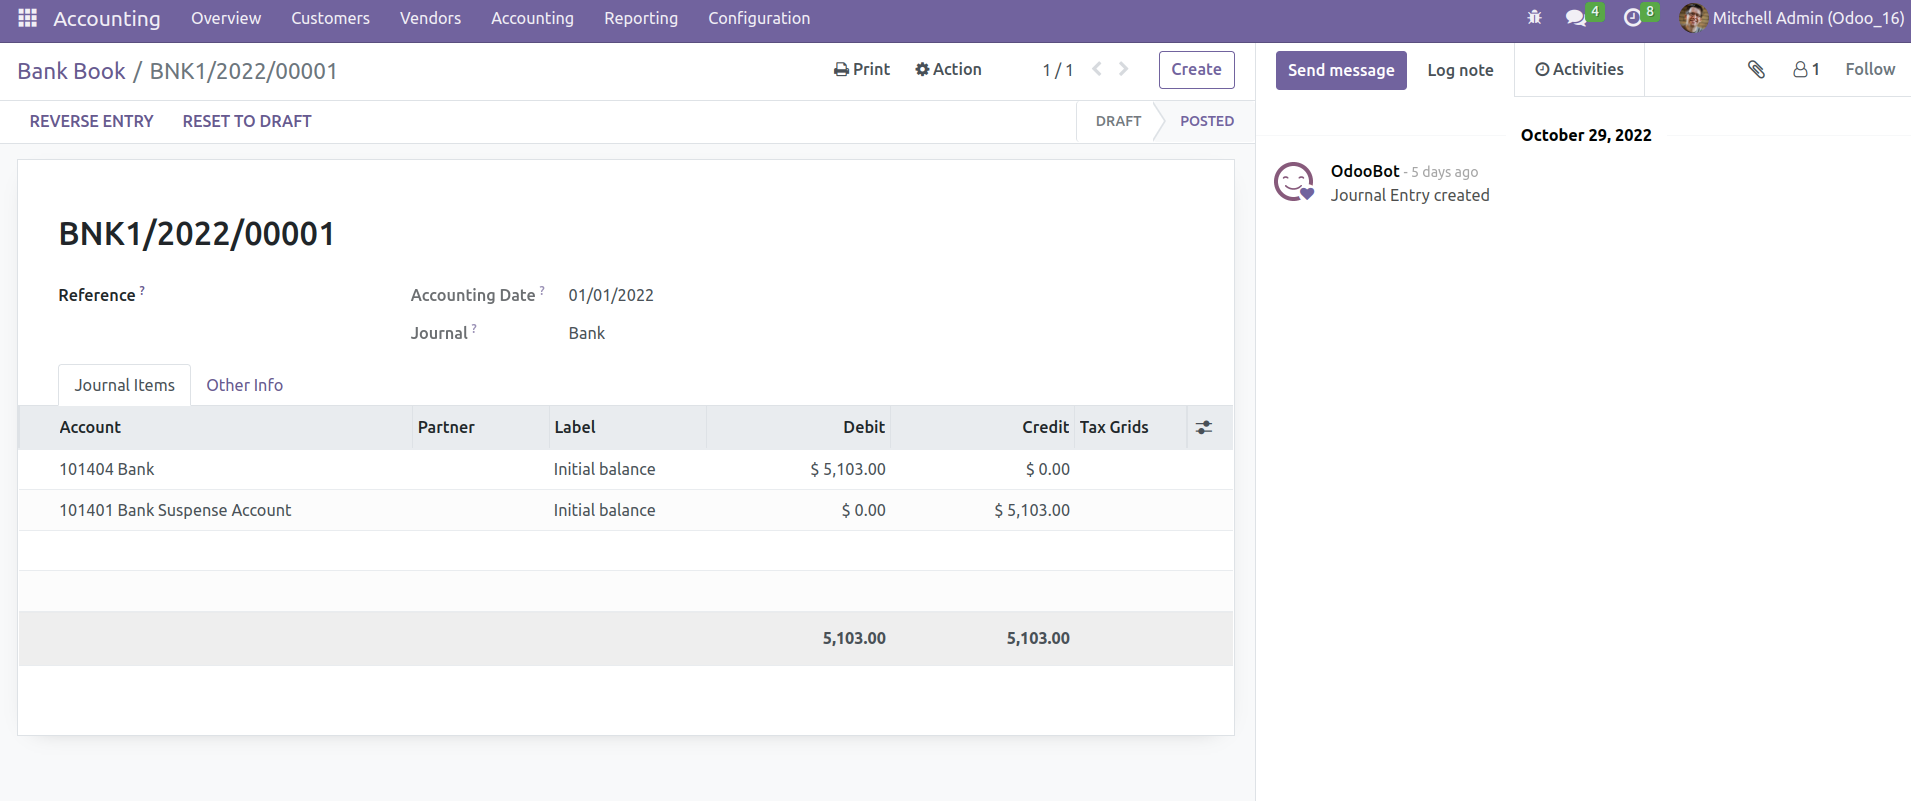 Accounting Overview Customers Vendors Accounting Reporting Configuration 4 8 Mitchell Admin (Odoo_16)
Bank Book / BNK1/2022/00001 Print Action 1 / 1 Create Send message Log note Activities 1 Follow
REVERSE ENTRY RESET TO DRAFT DRAFT POSTED
October 29, 2022
OdooBot - 5 days ago
Journal Entry created
BNK1/2022/00001
Reference ? Accounting Date ? 01/01/2022
Journal ? Bank
Journal Items Other Info
Account Partner Label Debit Credit Tax Grids
101404 Bank Initial balance $ 5,103.00 $ 0.00
101401 Bank Suspense Account Initial balance $ 0.00 $ 5,103.00
5,103.00 5,103.00